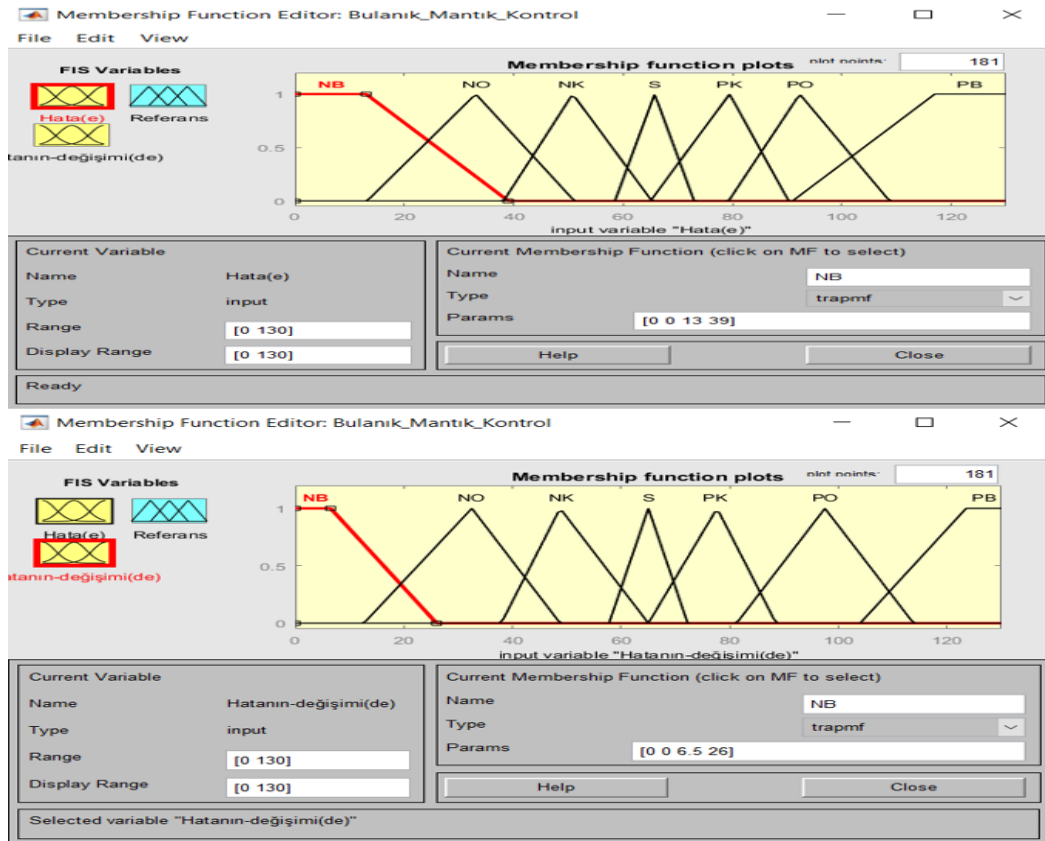 Membership Function Editor: Bulanık_Mantık_Kontrol
File Edit View
FIS Variables
Hata(e) Referans
tanın-değişimi(de)
Membership function plots plot points: 181
NB NO NK S PK PO PB
1
0.5
0
0 20 40 60 80 100 120
input variable "Hata(e)"
Current Variable
Name Hata(e)
Type input
Range [0 130]
Display Range [0 130]
Current Membership Function (click on MF to select)
Name NB
Type trapmf
Params [0 0 13 39]
Help Close
Ready
Membership Function Editor: Bulanık_Mantık_Kontrol
File Edit View
FIS Variables
Hata(e) Referans
atanın-değişimi(de)
Membership function plots plot points: 181
NB NO NK S PK PO PB
1
0.5
0
0 20 40 60 80 100 120
input variable "Hatanın-değişimi(de)"
Current Variable
Name Hatanın-değişimi(de)
Type input
Range [0 130]
Display Range [0 130]
Current Membership Function (click on MF to select)
Name NB
Type trapmf
Params [0 0 6.5 26]
Help Close
Selected variable "Hatanın-değişimi(de)"